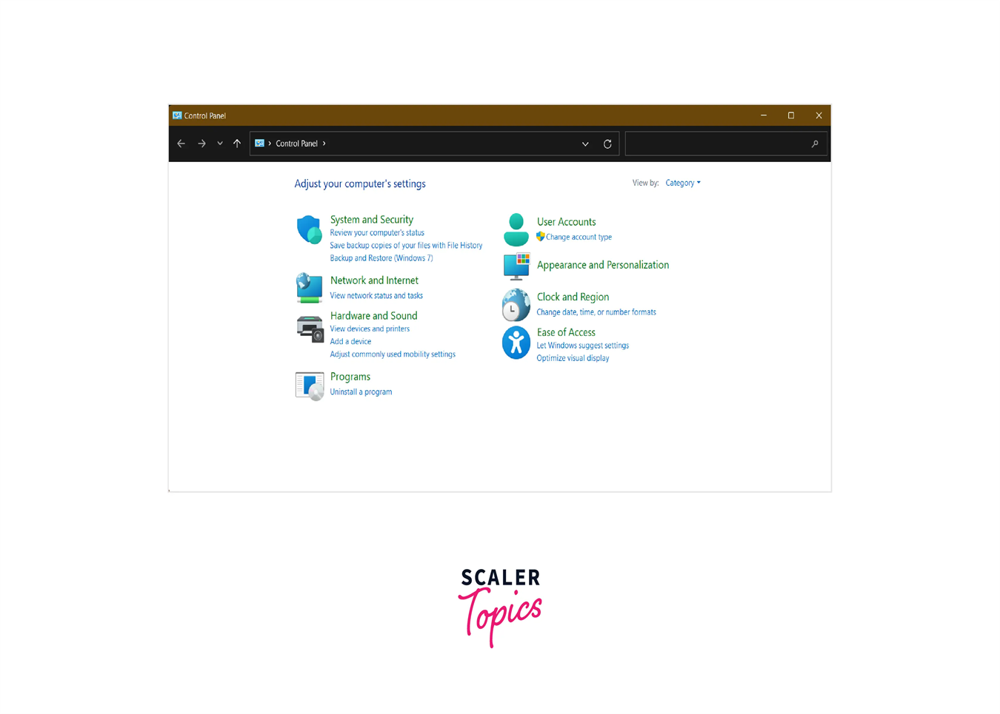 Control Panel
Control Panel
Adjust your computer's settings
View by: Category
System and Security
Review your computer's status
Save backup copies of your files with File History
Backup and Restore (Windows 7)
Network and Internet
View network status and tasks
Hardware and Sound
View devices and printers
Add a device
Adjust commonly used mobility settings
Programs
Uninstall a program
User Accounts
Change account type
Appearance and Personalization
Clock and Region
Change date, time, or number formats
Ease of Access
Let Windows suggest settings
Optimize visual display
SCALER
Topics